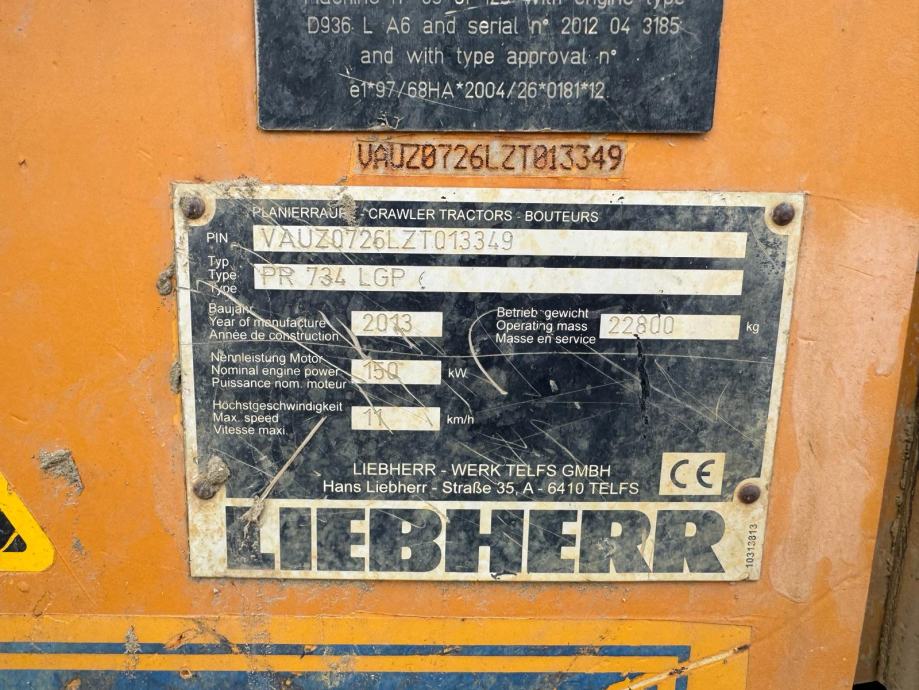 D936 L A6 and serial n° 2012 04 3185
and with type approval n°
e1*97/68HA*2004/26*0181*12
VAUZ0726LZT013349
PLANIERRAUPE - CRAWLER TRACTORS - BOUTEURS
PIN VAUZ0726LZT013349
Typ
Type PR 734 LGP
Type
Baujahr
Year of manufacture 2013
Année de construction
Betriebsgewicht
Operating mass 22800 kg
Masse en service
Nennleistung Motor
Nominal engine power 150 kW
Puissance nom. moteur
Höchstgeschwindigkeit
Max. speed 11 km/h
Vitesse maxi.
LIEBHERR - WERK TELFS GMBH
Hans Liebherr - Straße 35, A - 6410 TELFS
CE
LIEBHERR
10313813